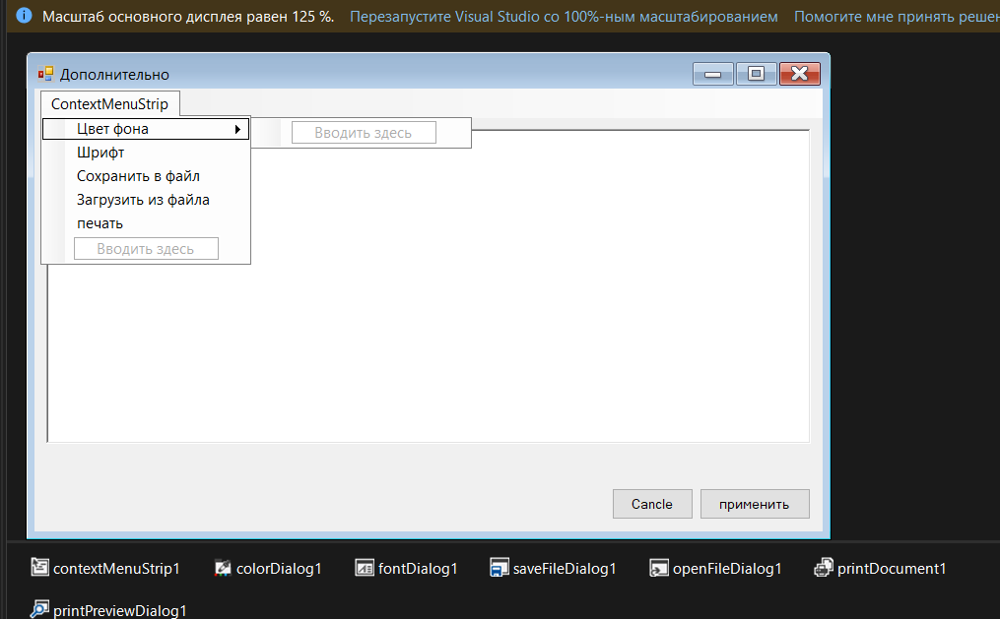 Масштаб основного дисплея равен 125 %. Перезапустите Visual Studio со 100%-ным масштабированием Помогите мне принять решен
Дополнительно
ContextMenuStrip
Цвет фона
Вводить здесь
Шрифт
Сохранить в файл
Загрузить из файла
печать
Вводить здесь
Cancle применить
contextMenuStrip1 colorDialog1 fontDialog1 saveFileDialog1 openFileDialog1 printDocument1
printPreviewDialog1